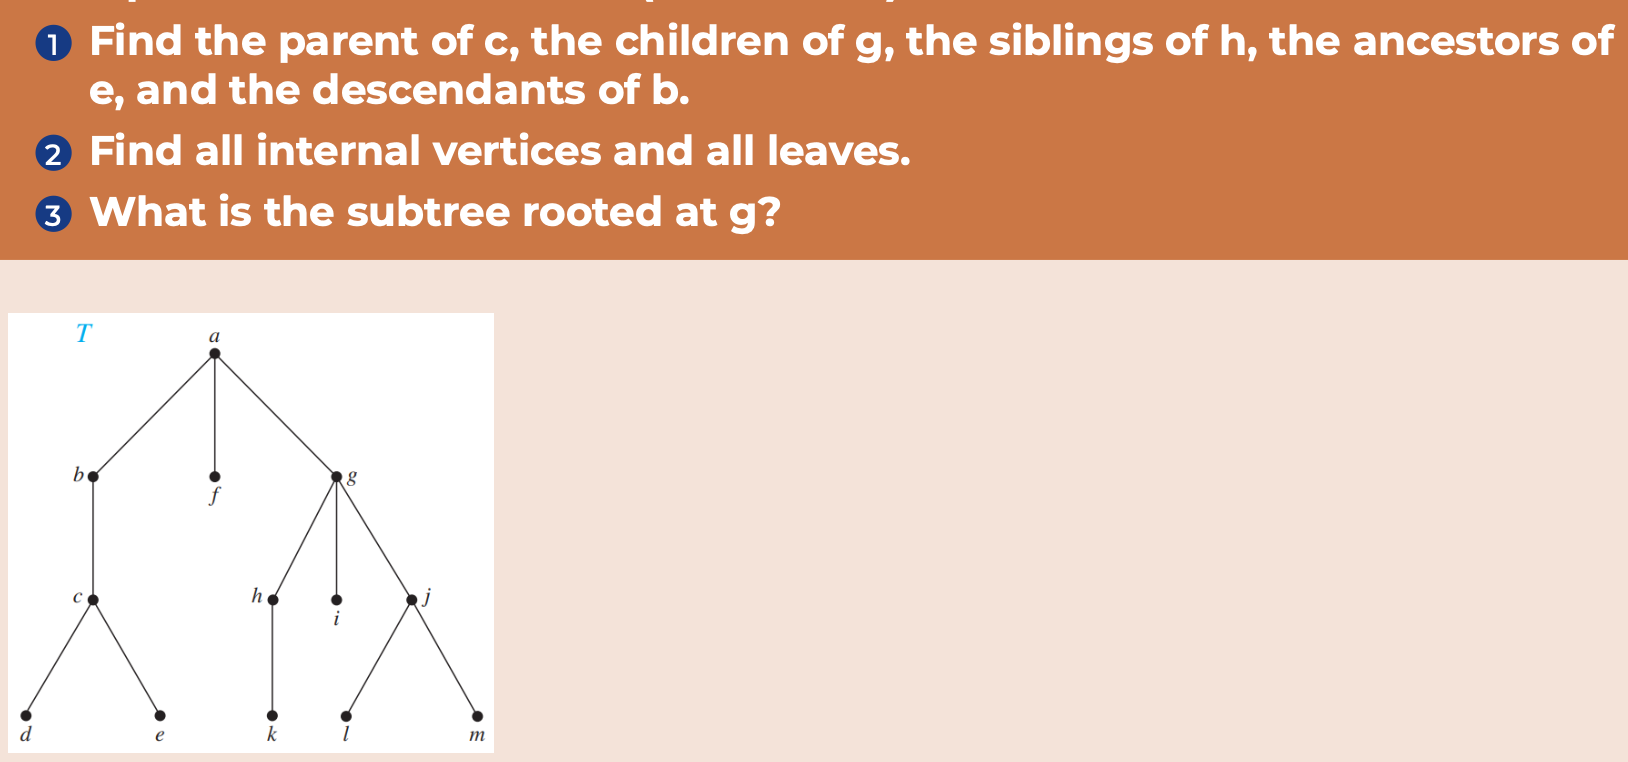 1 Find the parent of c, the children of g, the siblings of h, the ancestors of
e, and the descendants of b.
2 Find all internal vertices and all leaves.
3 What is the subtree rooted at g?
T
a
b
f
g
c
h
i
j
d
e
k
l
m